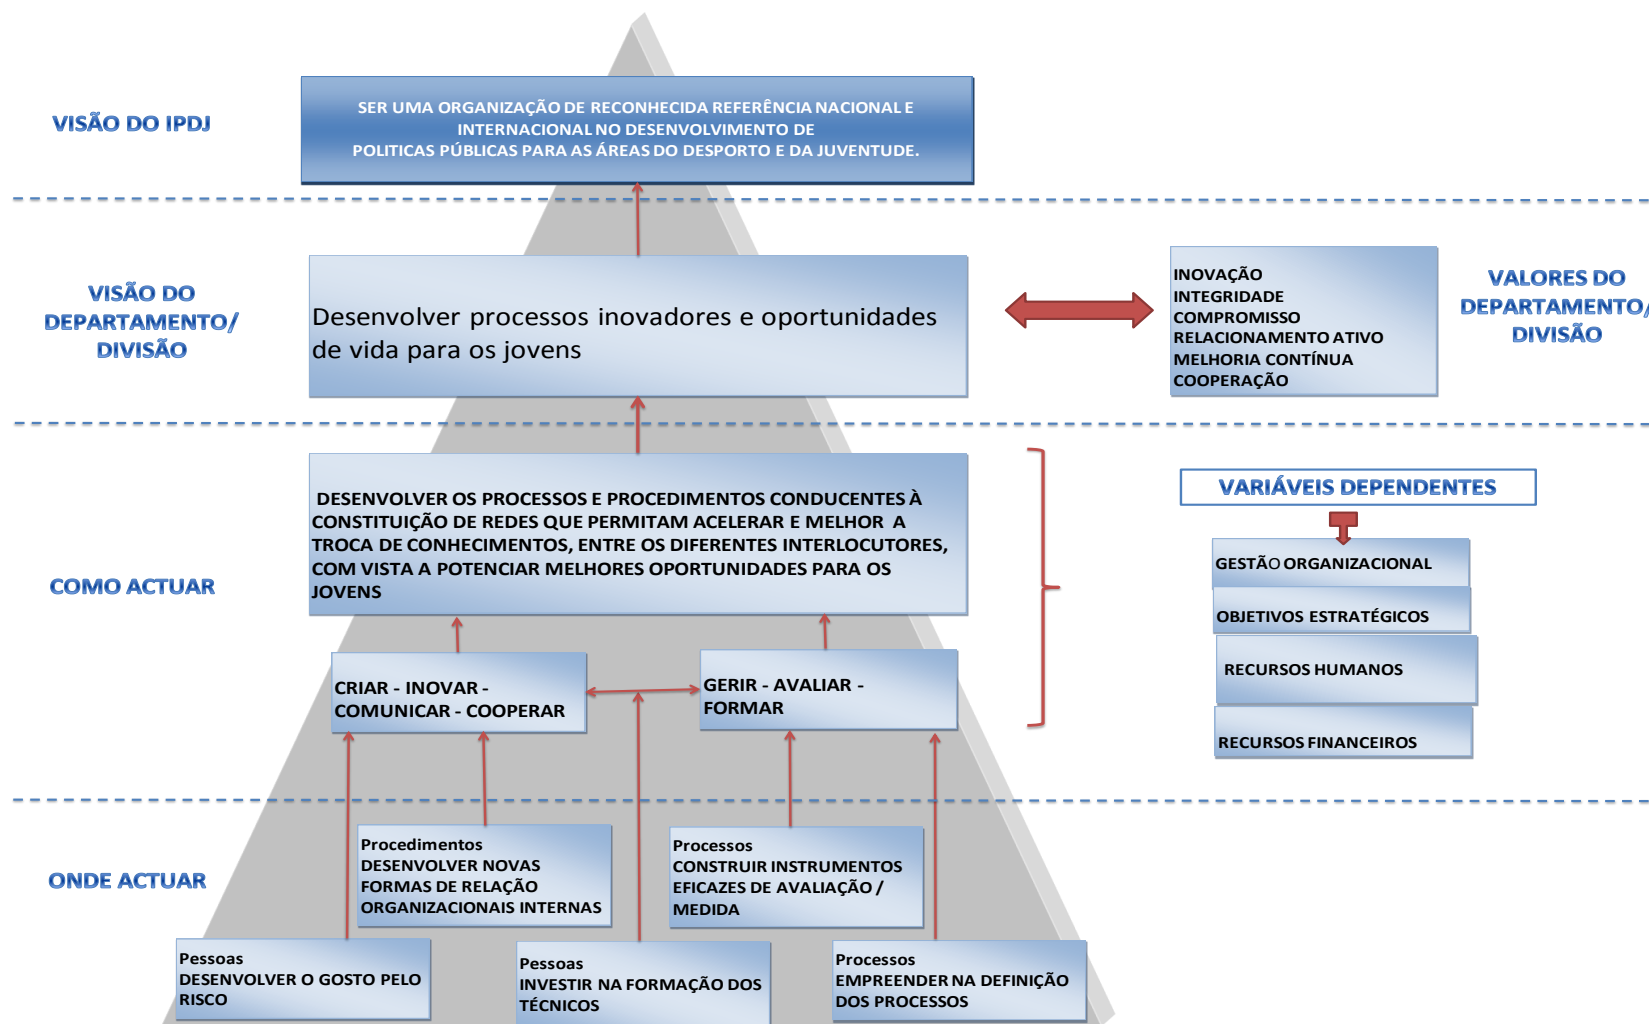 VISÃO DO IPDJ
SER UMA ORGANIZAÇÃO DE RECONHECIDA REFERÊNCIA NACIONAL E
INTERNACIONAL NO DESENVOLVIMENTO DE
POLITICAS PÚBLICAS PARA AS ÁREAS DO DESPORTO E DA JUVENTUDE.
VISÃO DO
DEPARTAMENTO/
DIVISÃO
Desenvolver processos inovadores e oportunidades
de vida para os jovens
INOVAÇÃO
INTEGRIDADE
COMPROMISSO
RELACIONAMENTO ATIVO
MELHORIA CONTÍNUA
COOPERAÇÃO
VALORES DO
DEPARTAMENTO/
DIVISÃO
COMO ACTUAR
DESENVOLVER OS PROCESSOS E PROCEDIMENTOS CONDUCENTES À
CONSTITUIÇÃO DE REDES QUE PERMITAM ACELERAR E MELHOR A
TROCA DE CONHECIMENTOS, ENTRE OS DIFERENTES INTERLOCUTORES,
COM VISTA A POTENCIAR MELHORES OPORTUNIDADES PARA OS
JOVENS
CRIAR - INOVAR -
COMUNICAR - COOPERAR
GERIR - AVALIAR -
FORMAR
VARIÁVEIS DEPENDENTES
GESTÃO ORGANIZACIONAL
OBJETIVOS ESTRATÉGICOS
RECURSOS HUMANOS
RECURSOS FINANCEIROS
ONDE ACTUAR
Procedimentos
DESENVOLVER NOVAS
FORMAS DE RELAÇÃO
ORGANIZACIONAIS INTERNAS
Processos
CONSTRUIR INSTRUMENTOS
EFICAZES DE AVALIAÇÃO /
MEDIDA
Pessoas
DESENVOLVER O GOSTO PELO
RISCO
Pessoas
INVESTIR NA FORMAÇÃO DOS
TÉCNICOS
Processos
EMPREENDER NA DEFINIÇÃO
DOS PROCESSOS